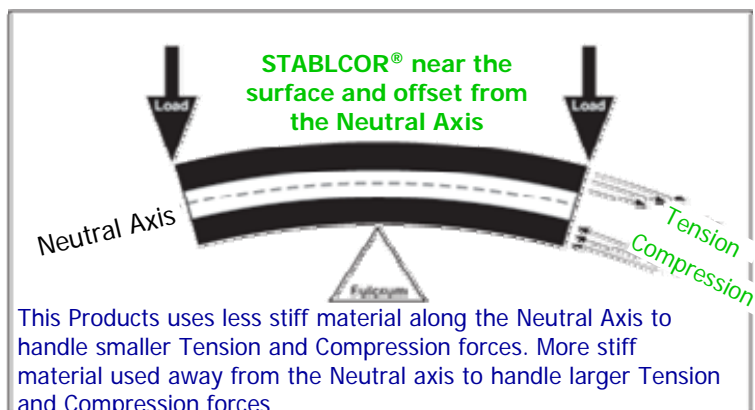 STABLCOR® near the
surface and offset from
the Neutral Axis
Load
Load
Neutral Axis
Tension
Compression
Fulcrum
This Products uses less stiff material along the Neutral Axis to
handle smaller Tension and Compression forces. More stiff
material used away from the Neutral axis to handle larger Tension
and Compression forces